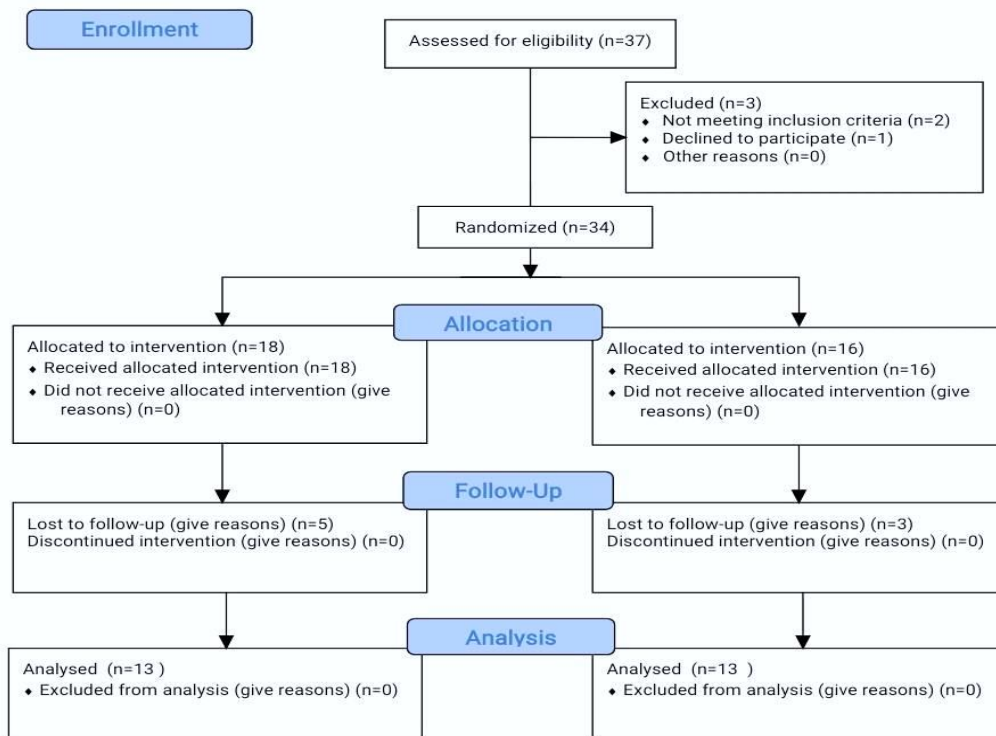 Enrollment
Assessed for eligibility (n=37)
Excluded (n=3)
⬥ Not meeting inclusion criteria (n=2)
⬥ Declined to participate (n=1)
⬥ Other reasons (n=0)
Randomized (n=34)
Allocation
Allocated to intervention (n=18)
⬥ Received allocated intervention (n=18)
⬥ Did not receive allocated intervention (give
reasons) (n=0)
Allocated to intervention (n=16)
⬥ Received allocated intervention (n=16)
⬥ Did not receive allocated intervention (give
reasons) (n=0)
Follow-Up
Lost to follow-up (give reasons) (n=5)
Discontinued intervention (give reasons) (n=0)
Lost to follow-up (give reasons) (n=3)
Discontinued intervention (give reasons) (n=0)
Analysis
Analysed (n=13 )
⬥ Excluded from analysis (give reasons) (n=0)
Analysed (n=13 )
⬥ Excluded from analysis (give reasons) (n=0)